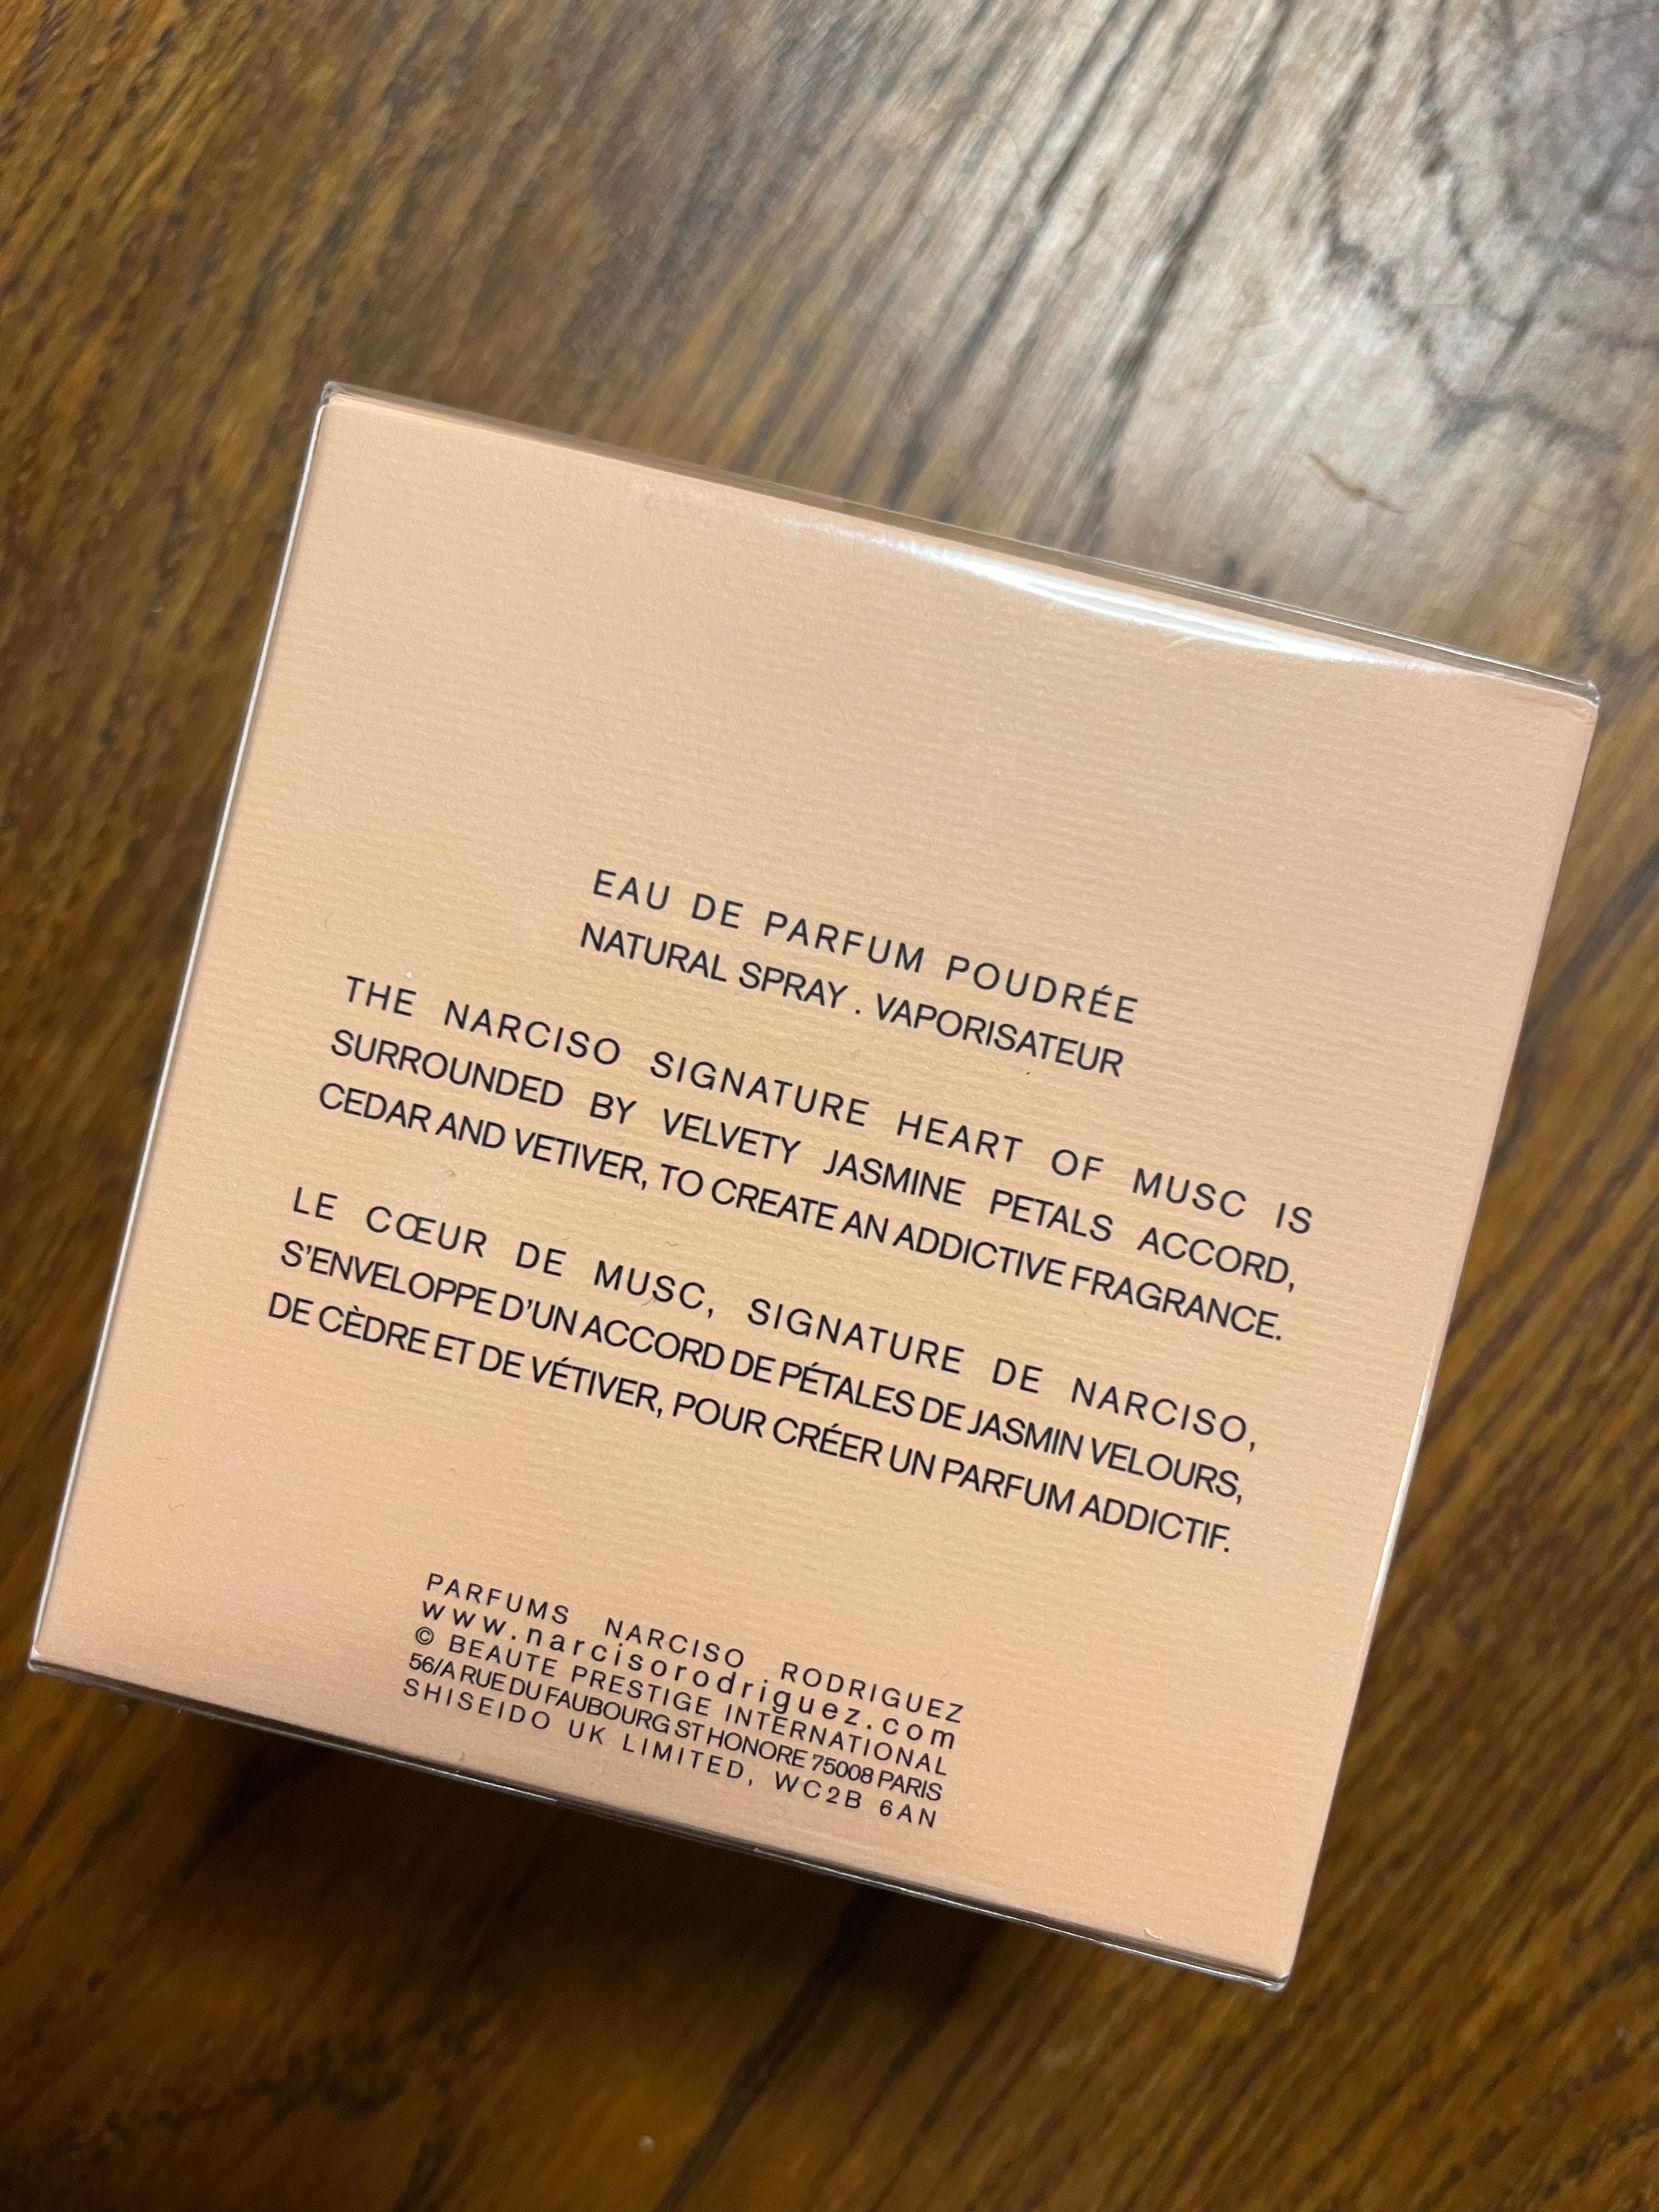 EAU DE PARFUM POUDRÉE
NATURAL SPRAY . VAPORISATEUR
THE NARCISO SIGNATURE HEART OF MUSC IS
SURROUNDED BY VELVETY JASMINE PETALS ACCORD,
CEDAR AND VETIVER, TO CREATE AN ADDICTIVE FRAGRANCE.
LE CŒUR DE MUSC, SIGNATURE DE NARCISO,
S'ENVELOPPE D'UN ACCORD DE PÉTALES DE JASMIN VELOURS,
DE CÈDRE ET DE VÉTIVER, POUR CRÉER UN PARFUM ADDICTIF.
PARFUMS NARCISO RODRIGUEZ
www.narcisorodriguez.com
© BEAUTE PRESTIGE INTERNATIONAL
56/A RUE DU FAUBOURG ST HONORE 75008 PARIS
SHISEIDO UK LIMITED, WC2B 6AN